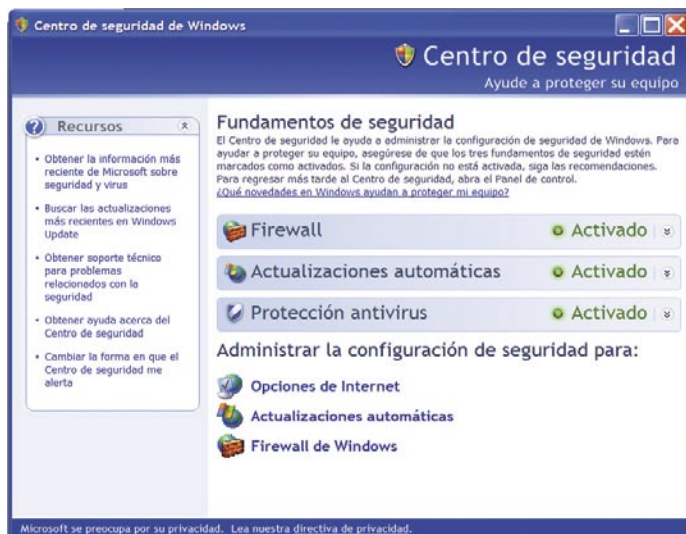 Centro de seguridad de Windows
Centro de seguridad
Ayude a proteger su equipo
Recursos
• Obtener la información más
reciente de Microsoft sobre
seguridad y virus
• Buscar las actualizaciones
más recientes en Windows
Update
• Obtener soporte técnico
para problemas
relacionados con la
seguridad
• Obtener ayuda acerca del
Centro de seguridad
• Cambiar la forma en que el
Centro de seguridad me
alerta
Fundamentos de seguridad
El Centro de seguridad le ayuda a administrar la configuración de seguridad de Windows. Para
ayudar a proteger su equipo, asegúrese de que los tres fundamentos de seguridad estén
marcados como activados. Si la configuración no está activada, siga las recomendaciones.
Para regresar más tarde al Centro de seguridad, abra el Panel de control.
¿Qué novedades en Windows ayudan a proteger mi equipo?
Firewall Activado
Actualizaciones automáticas Activado
Protección antivirus Activado
Administrar la configuración de seguridad para:
Opciones de Internet
Actualizaciones automáticas
Firewall de Windows
Microsoft se preocupa por su privacidad. Lea nuestra directiva de privacidad.